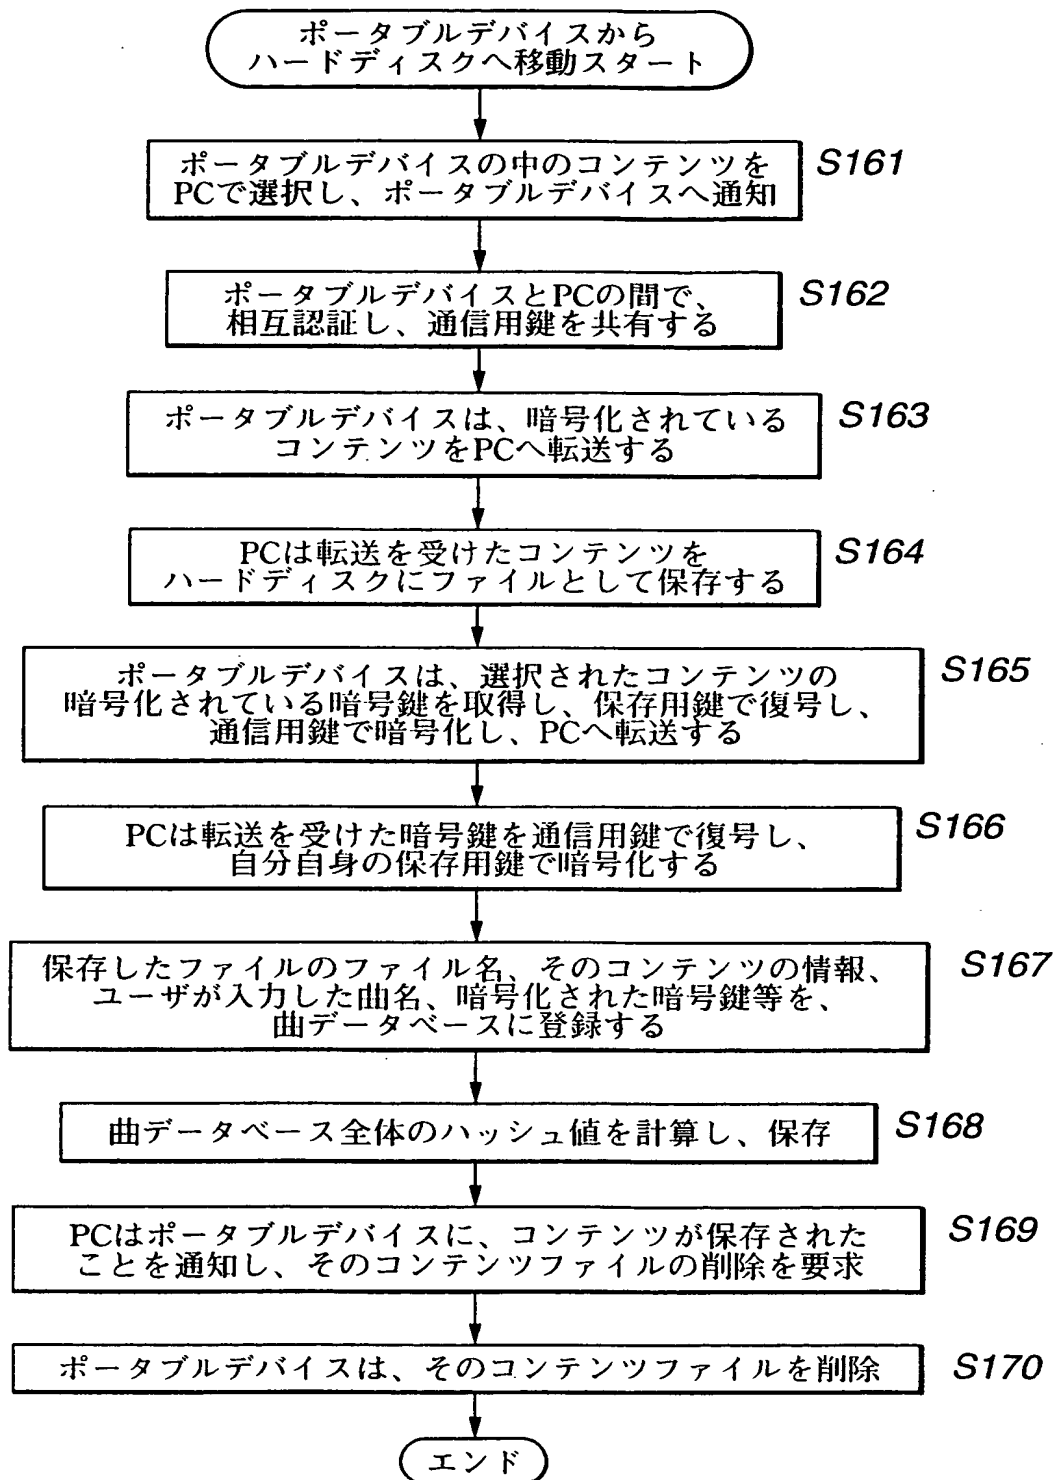 ポータブルデバイスから
ハードディスクへ移動スタート
ポータブルデバイスの中のコンテンツを
PCで選択し、ポータブルデバイスへ通知
S161
ポータブルデバイスとPCの間で、
相互認証し、通信用鍵を共有する
S162
ポータブルデバイスは、暗号化されている
コンテンツをPCへ転送する
S163
PCは転送を受けたコンテンツを
ハードディスクにファイルとして保存する
S164
ポータブルデバイスは、選択されたコンテンツの
暗号化されている暗号鍵を取得し、保存用鍵で復号し、
通信用鍵で暗号化し、PCへ転送する
S165
PCは転送を受けた暗号鍵を通信用鍵で復号し、
自分自身の保存用鍵で暗号化する
S166
保存したファイルのファイル名、そのコンテンツの情報、
ユーザが入力した曲名、暗号化された暗号鍵等を、
曲データベースに登録する
S167
曲データベース全体のハッシュ値を計算し、保存
S168
PCはポータブルデバイスに、コンテンツが保存された
ことを通知し、そのコンテンツファイルの削除を要求
S169
ポータブルデバイスは、そのコンテンツファイルを削除
S170
エンド